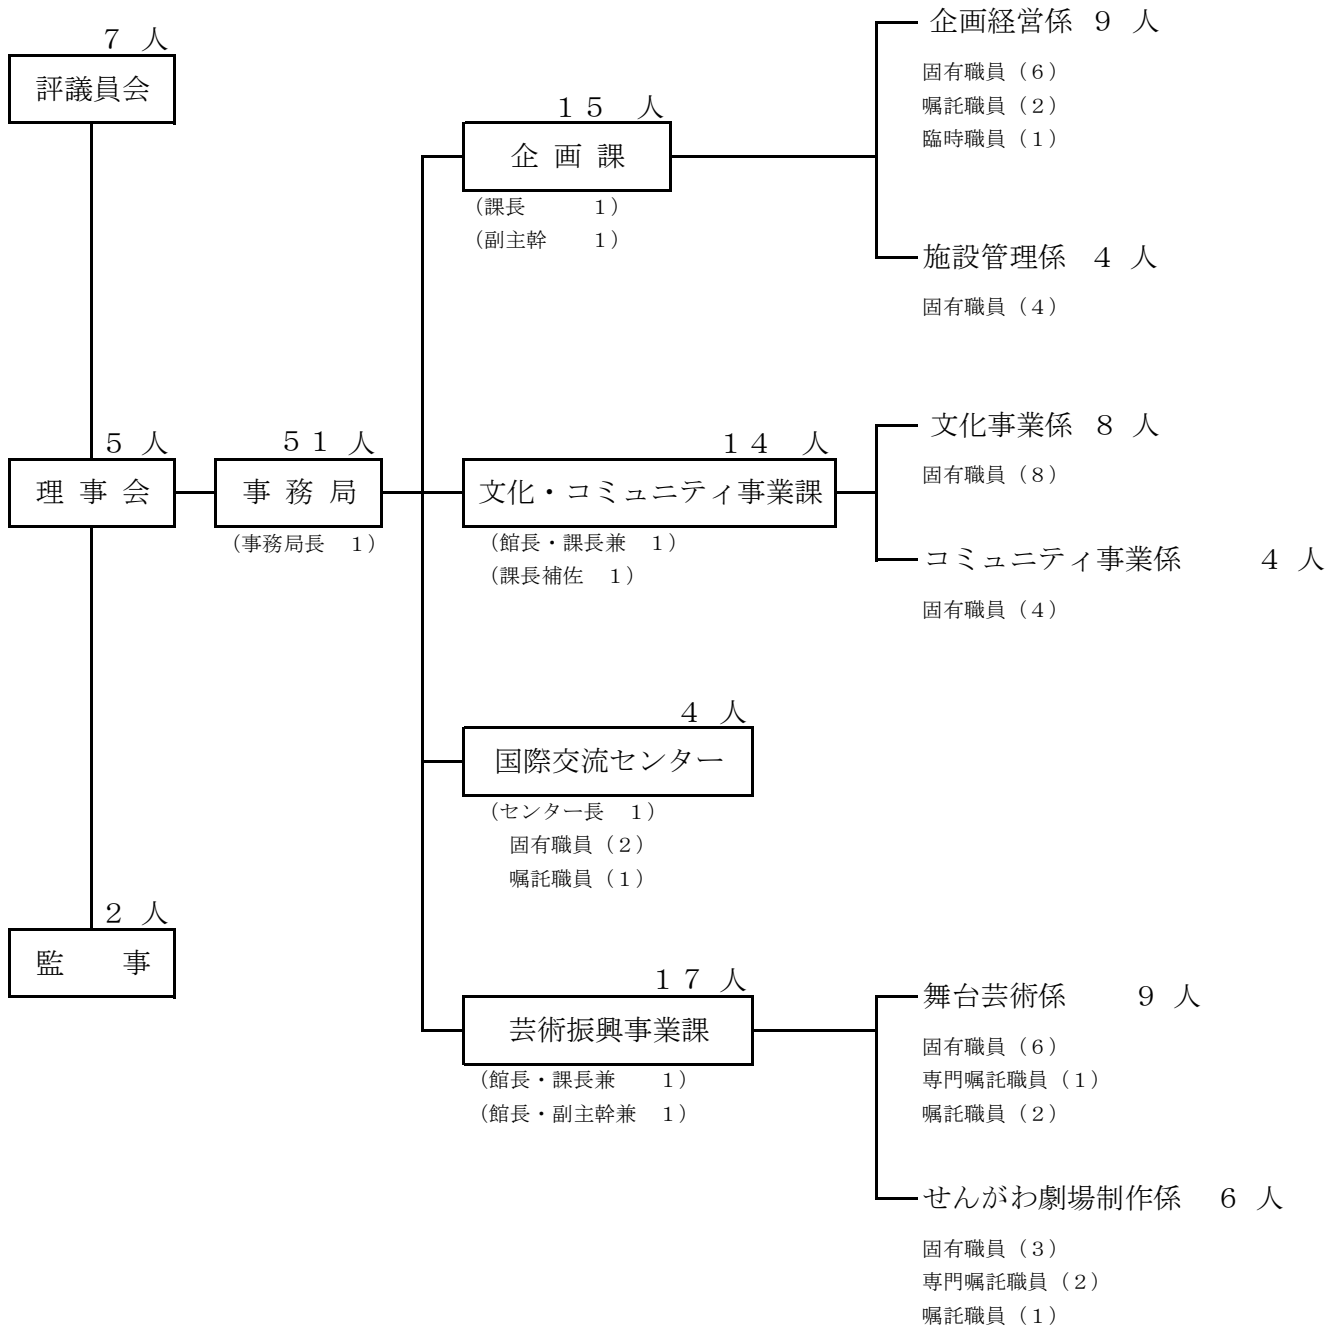 ７ 人
評議員会
５ 人
理 事 会
２ 人
監 事
５１ 人
事 務 局
（事務局長 １）
１５ 人
企 画 課
（課長 １）
（副主幹 １）
企画経営係 ９ 人
固有職員（６）
嘱託職員（２）
臨時職員（１）
施設管理係 ４ 人
固有職員（４）
１４ 人
文化・コミュニティ事業課
（館長・課長兼 １）
（課長補佐 １）
文化事業係 ８ 人
固有職員（８）
コミュニティ事業係 ４ 人
固有職員（４）
４ 人
国際交流センター
（センター長 １）
固有職員（２）
嘱託職員（１）
１７ 人
芸術振興事業課
（館長・課長兼 １）
（館長・副主幹兼 １）
舞台芸術係 ９ 人
固有職員（６）
専門嘱託職員（１）
嘱託職員（２）
せんがわ劇場制作係 ６ 人
固有職員（３）
専門嘱託職員（２）
嘱託職員（１）